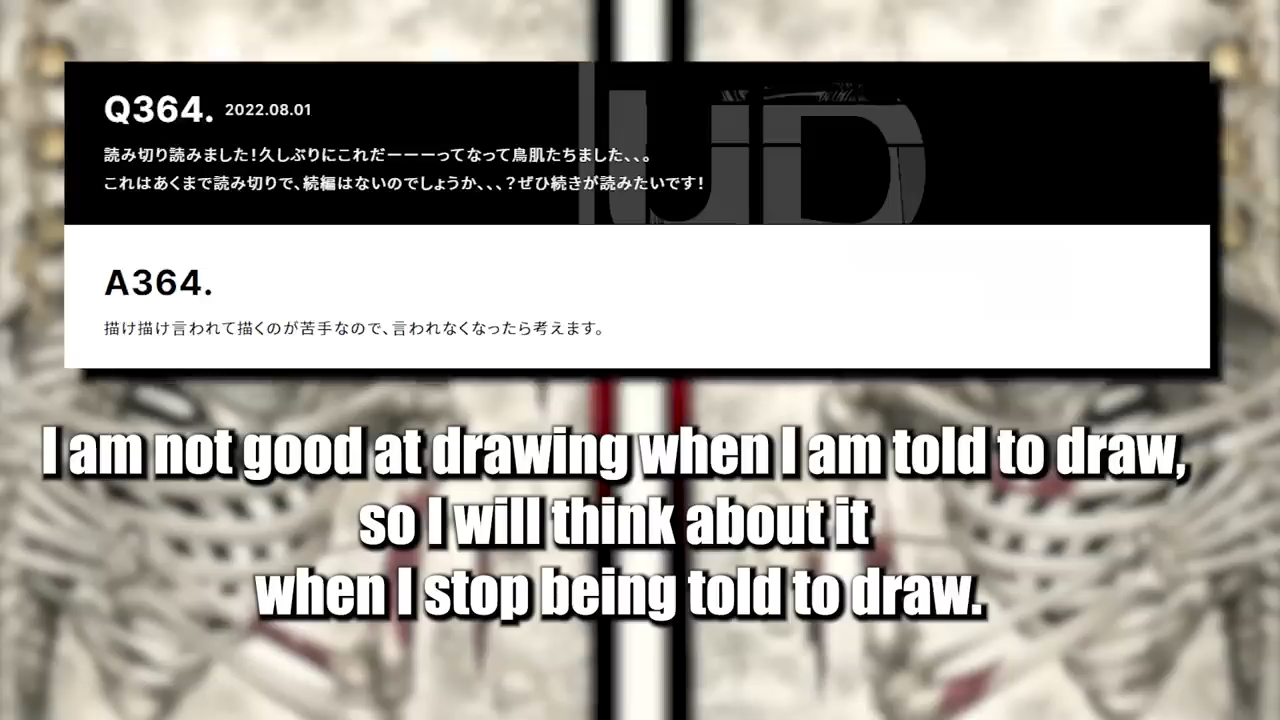 Q364. 2022.08.01
読み切り読みました!久しぶりにこれだーーーってなって鳥肌たちました、、。
これはあくまで読み切りで、続編はないのでしょうか、、、?ぜひ続きが読みたいです!
A364.
描け描け言われて描くのが苦手なので、言われなくなったら考えます。
I am not good at drawing when I am told to draw,
so I will think about it
when I stop being told to draw.